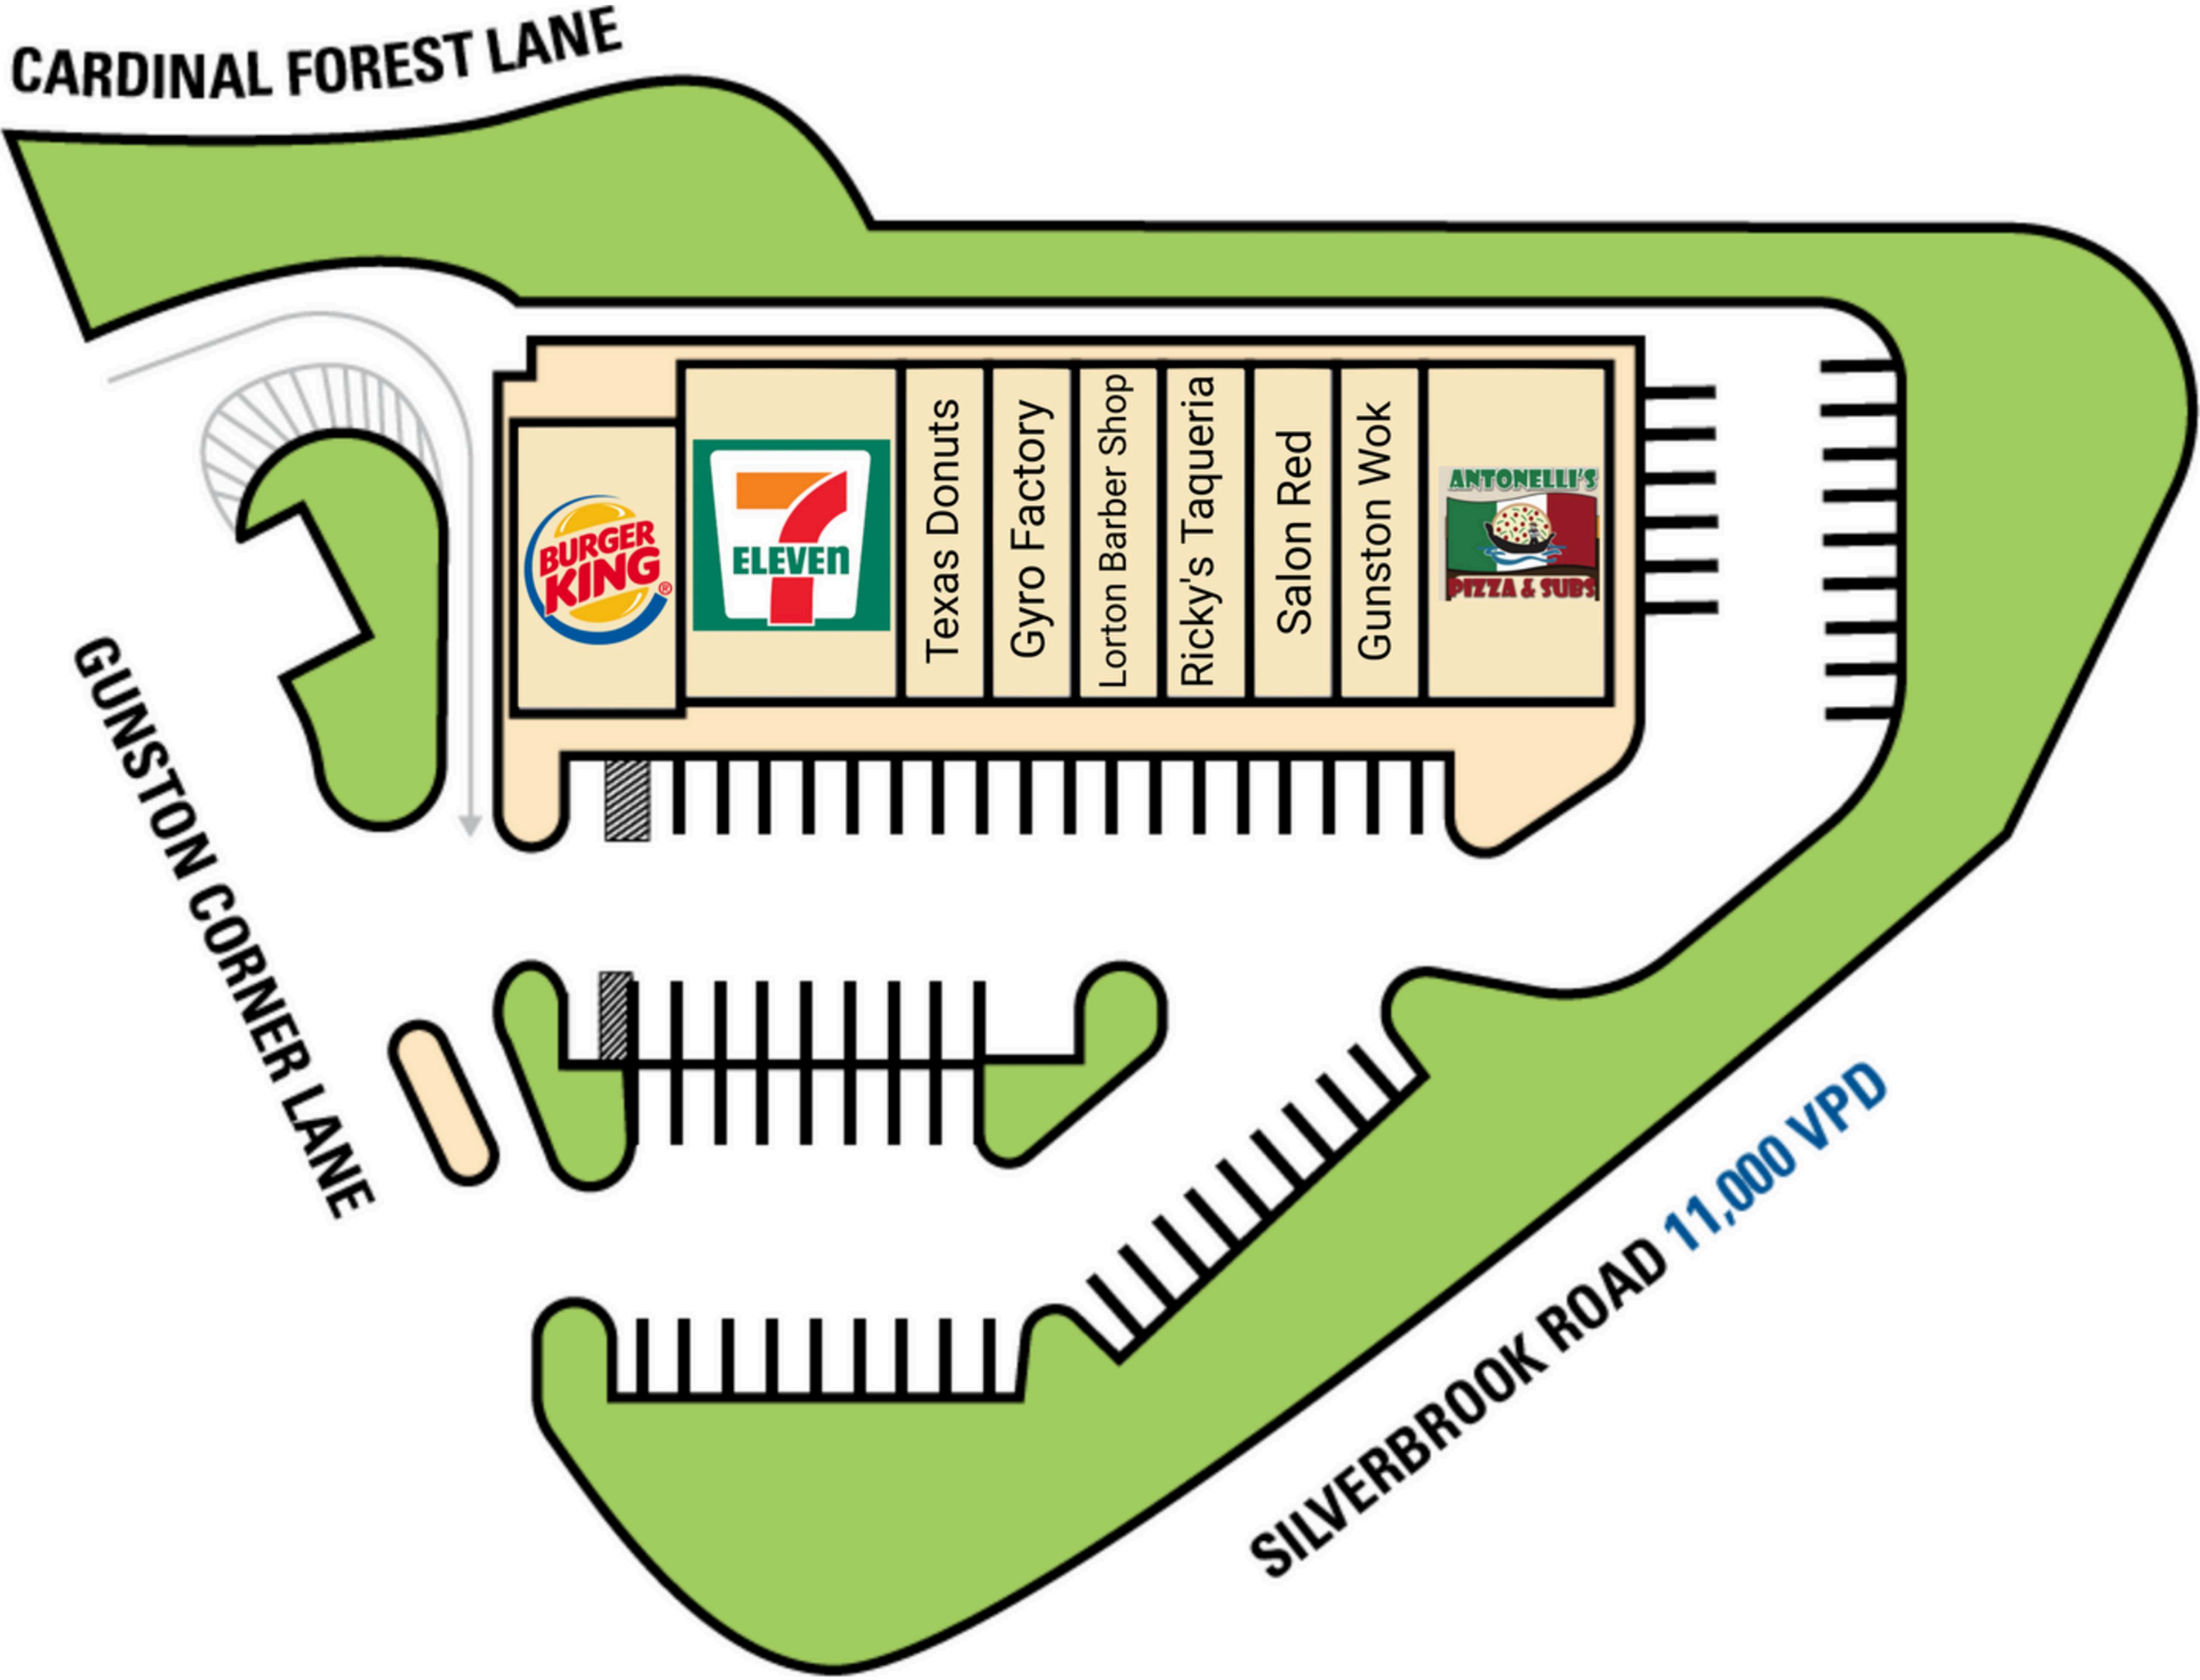 CARDINAL FOREST LANE
BURGER
KING®
7
ELEVEn
Texas Donuts
Gyro Factory
Lorton Barber Shop
Ricky's Taqueria
Salon Red
Gunston Wok
ANTONELLI'S
PIZZA & SUBS
GUNSTON CORNER LANE
SILVERBROOK ROAD 11,000 VPD